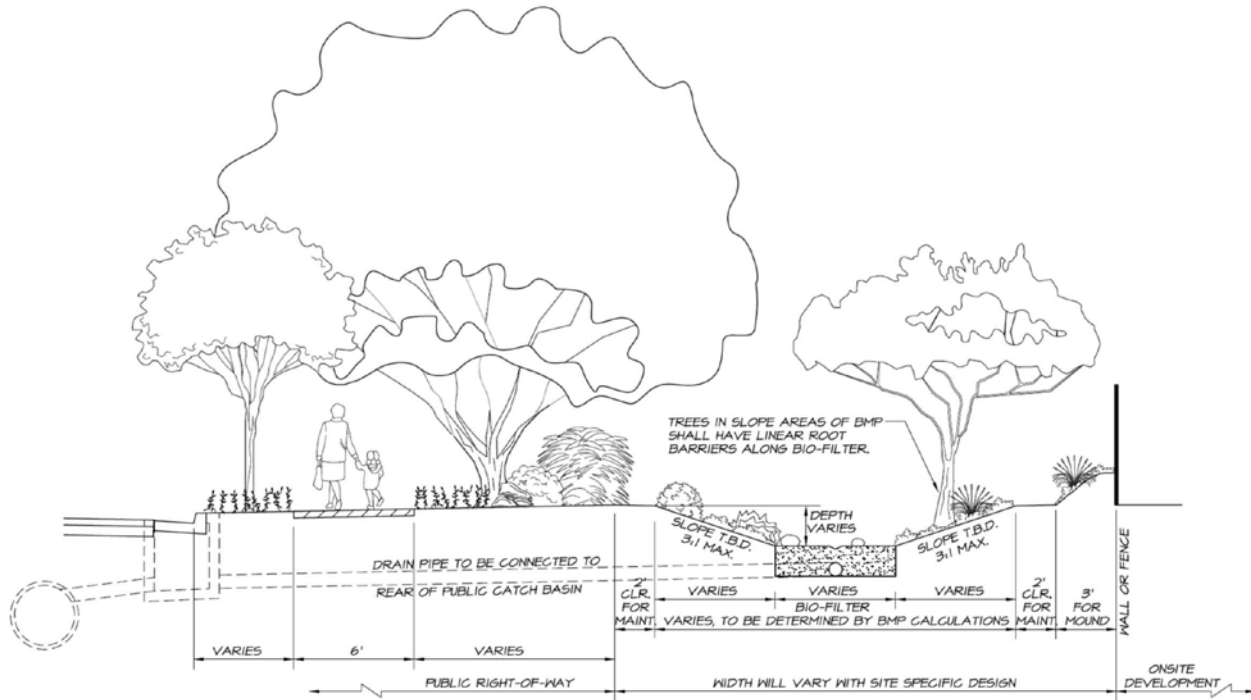 TREES IN SLOPE AREAS OF BMP
SHALL HAVE LINEAR ROOT
BARRIERS ALONG BIO-FILTER.
DEPTH
VARIES
SLOPE T.B.D.
3:1 MAX.
SLOPE T.B.D.
3:1 MAX.
DRAIN PIPE TO BE CONNECTED TO
REAR OF PUBLIC CATCH BASIN
2'
CLR.
FOR
MAINT.
VARIES
VARIES
VARIES
BIO-FILTER
VARIES, TO BE DETERMINED BY BMP CALCULATIONS
2'
CLR.
FOR
MAINT.
3'
FOR
MOUND
WALL OR FENCE
VARIES
6'
VARIES
PUBLIC RIGHT-OF-WAY
WIDTH WILL VARY WITH SITE SPECIFIC DESIGN
ONSITE
DEVELOPMENT